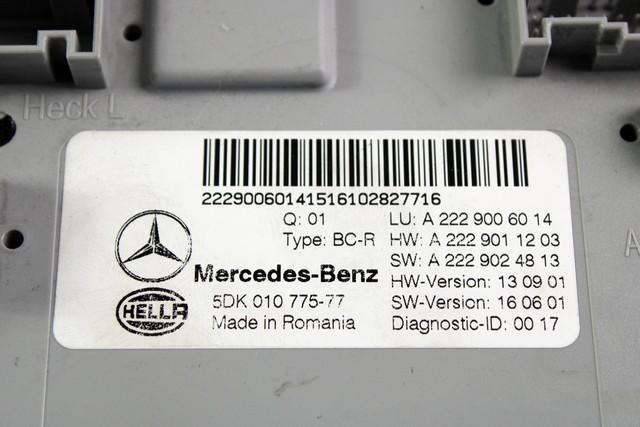 Heck L
22290060141516102827716
Q: 01
LU: A 222 900 60 14
Type: BC-R
HW: A 222 901 12 03
SW: A 222 902 48 13
Mercedes-Benz
HW-Version: 13 09 01
5DK 010 775-77
SW-Version: 16 06 01
HELLA
Made in Romania
Diagnostic-ID: 00 17
A